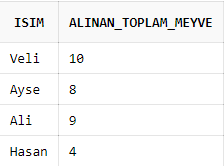 ISIM ALINAN_TOPLAM_MEYVE
Veli 10
Ayse 8
Ali 9
Hasan 4